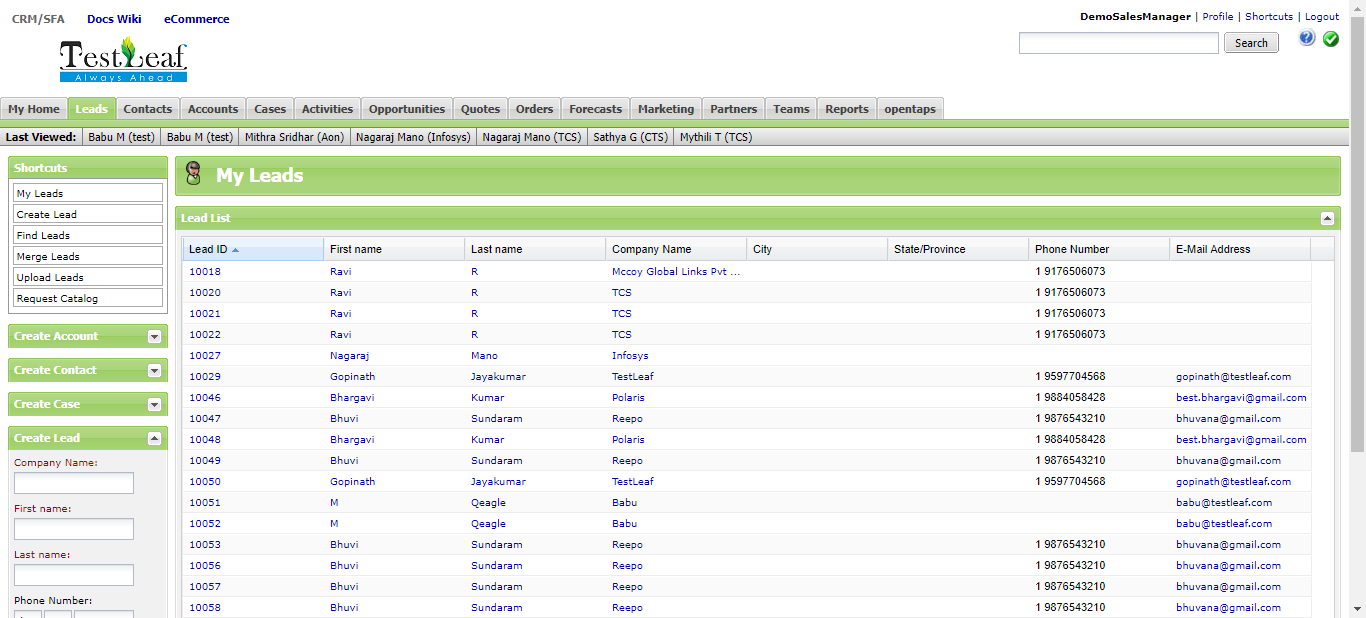 CRM/SFA Docs Wiki eCommerce
DemoSalesManager | Profile | Shortcuts | Logout
TestLeaf
Always Ahead
Search
My Home Leads Contacts Accounts Cases Activities Opportunities Quotes Orders Forecasts Marketing Partners Teams Reports opentaps
Last Viewed: Babu M (test) Babu M (test) Mithra Sridhar (Aon) Nagaraj Mano (Infosys) Nagaraj Mano (TCS) Sathya G (CTS) Mythili T (TCS)
Shortcuts
My Leads
Create Lead
Find Leads
Merge Leads
Upload Leads
Request Catalog
Create Account
Create Contact
Create Case
Create Lead
Company Name:
First name:
Last name:
Phone Number:
My Leads
Lead List
Lead ID First name Last name Company Name City State/Province Phone Number E-Mail Address
10018 Ravi R Mccoy Global Links Pvt ... 1 9176506073
10020 Ravi R TCS 1 9176506073
10021 Ravi R TCS 1 9176506073
10022 Ravi R TCS 1 9176506073
10027 Nagaraj Mano Infosys
10029 Gopinath Jayakumar TestLeaf 1 9597704568 gopinath@testleaf.com
10046 Bhargavi Kumar Polaris 1 9884058428 best.bhargavi@gmail.com
10047 Bhuvi Sundaram Reepo 1 9876543210 bhuvana@gmail.com
10048 Bhargavi Kumar Polaris 1 9884058428 best.bhargavi@gmail.com
10049 Bhuvi Sundaram Reepo 1 9876543210 bhuvana@gmail.com
10050 Gopinath Jayakumar TestLeaf 1 9597704568 gopinath@testleaf.com
10051 M Qeagle Babu babu@testleaf.com
10052 M Qeagle Babu babu@testleaf.com
10053 Bhuvi Sundaram Reepo 1 9876543210 bhuvana@gmail.com
10056 Bhuvi Sundaram Reepo 1 9876543210 bhuvana@gmail.com
10057 Bhuvi Sundaram Reepo 1 9876543210 bhuvana@gmail.com
10058 Bhuvi Sundaram Reepo 1 9876543210 bhuvana@gmail.com